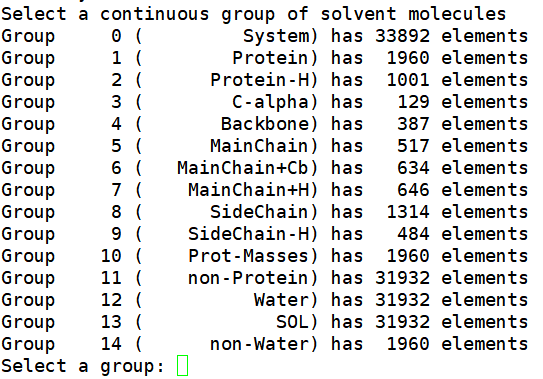 Select a continuous group of solvent molecules
Group     0 (         System) has 33892 elements
Group     1 (        Protein) has  1960 elements
Group     2 (      Protein-H) has  1001 elements
Group     3 (        C-alpha) has   129 elements
Group     4 (       Backbone) has   387 elements
Group     5 (      MainChain) has   517 elements
Group     6 (   MainChain+Cb) has   634 elements
Group     7 (    MainChain+H) has   646 elements
Group     8 (      SideChain) has  1314 elements
Group     9 (    SideChain-H) has   484 elements
Group    10 (    Prot-Masses) has  1960 elements
Group    11 (    non-Protein) has 31932 elements
Group    12 (          Water) has 31932 elements
Group    13 (            SOL) has 31932 elements
Group    14 (      non-Water) has  1960 elements
Select a group: